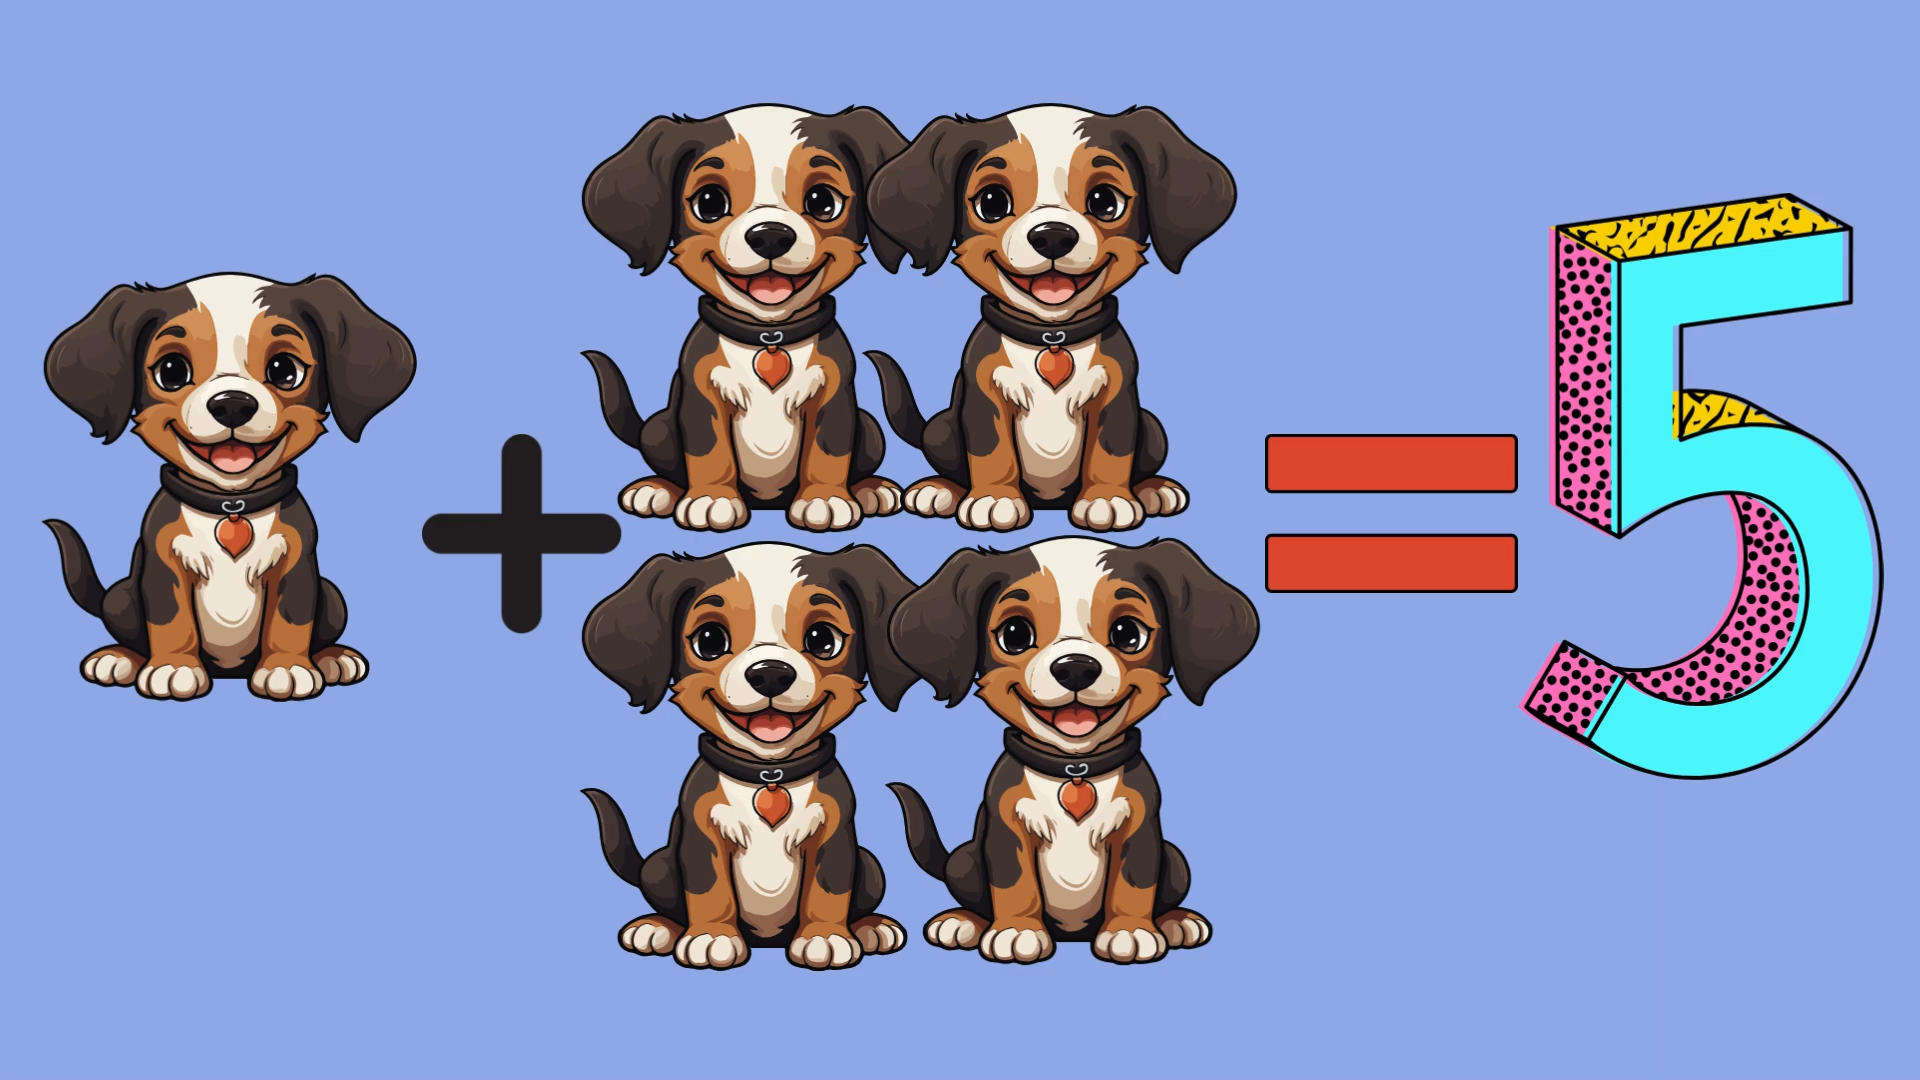 + = 5